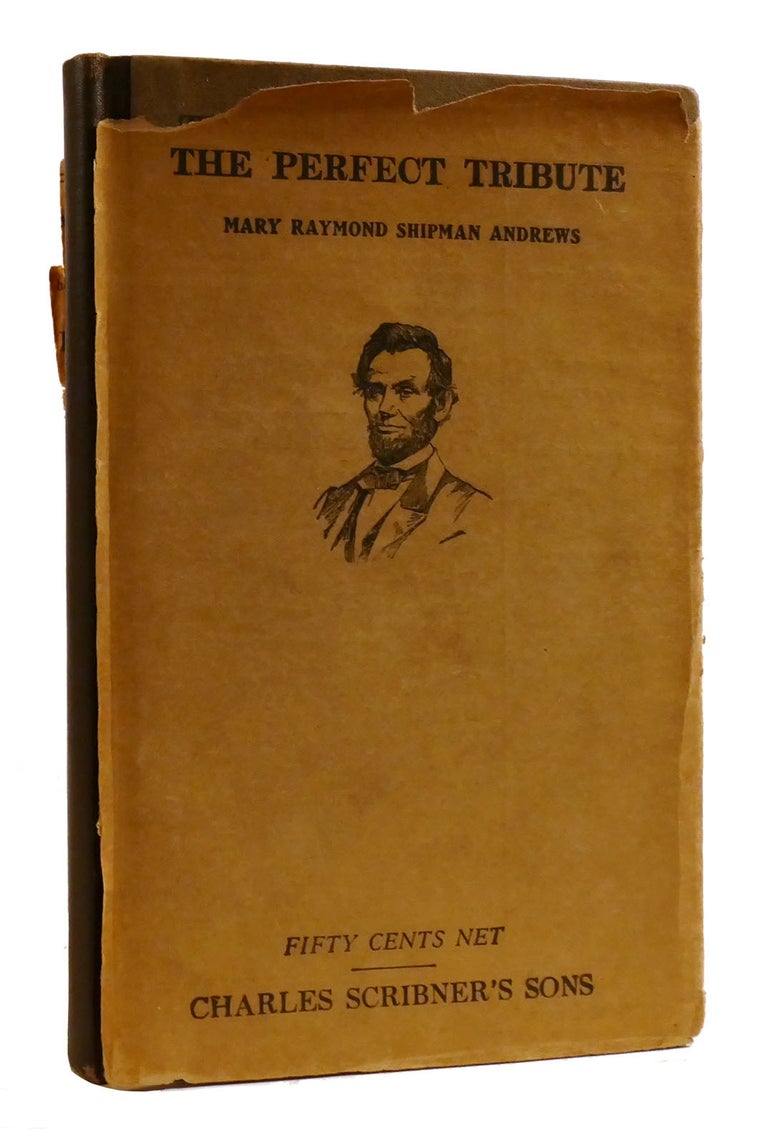 THE PERFECT TRIBUTE
MARY RAYMOND SHIPMAN ANDREWS
FIFTY CENTS NET
CHARLES SCRIBNER'S SONS